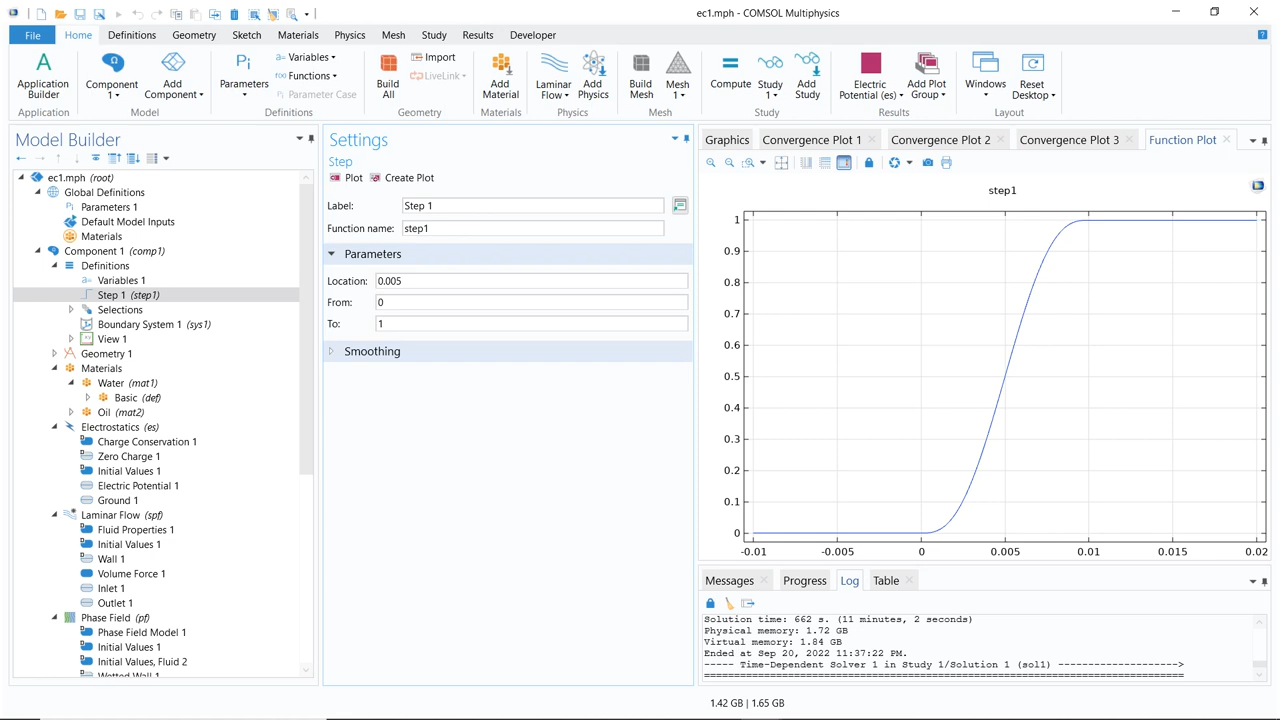 ec1.mph - COMSOL Multiphysics
File Home Definitions Geometry Sketch Materials Physics Mesh Study Results Developer
Application Builder
Application
Component 1
Add Component
Model
Parameters
Variables
Functions
Parameter Case
Definitions
Build All
Import
LiveLink
Geometry
Add Material
Materials
Laminar Flow
Add Physics
Physics
Build Mesh
Mesh 1
Mesh
Compute
Study 1
Add Study
Study
Electric Potential (es)
Add Plot Group
Results
Windows
Reset Desktop
Layout
Model Builder
ec1.mph (root)
Global Definitions
Parameters 1
Default Model Inputs
Materials
Component 1 (comp1)
Definitions
Variables 1
Step 1 (step1)
Selections
Boundary System 1 (sys1)
View 1
Geometry 1
Materials
Water (mat1)
Basic (def)
Oil (mat2)
Electrostatics (es)
Charge Conservation 1
Zero Charge 1
Initial Values 1
Electric Potential 1
Ground 1
Laminar Flow (spf)
Fluid Properties 1
Initial Values 1
Wall 1
Volume Force 1
Inlet 1
Outlet 1
Phase Field (pf)
Phase Field Model 1
Initial Values 1
Initial Values, Fluid 2
Wetted Wall 1
Settings
Step
Plot Create Plot
Label: Step 1
Function name: step1
Parameters
Location: 0.005
From: 0
To: 1
Smoothing
Graphics Convergence Plot 1 Convergence Plot 2 Convergence Plot 3 Function Plot
step1
1
0.9
0.8
0.7
0.6
0.5
0.4
0.3
0.2
0.1
0
-0.01 -0.005 0 0.005 0.01 0.015 0.02
Messages Progress Log Table
Solution time: 662 s. (11 minutes, 2 seconds)
Physical memory: 1.72 GB
Virtual memory: 1.84 GB
Ended at Sep 20, 2022 11:37:22 PM.
----- Time-Dependent Solver 1 in Study 1/Solution 1 (sol1) -------------------->
1.42 GB | 1.65 GB